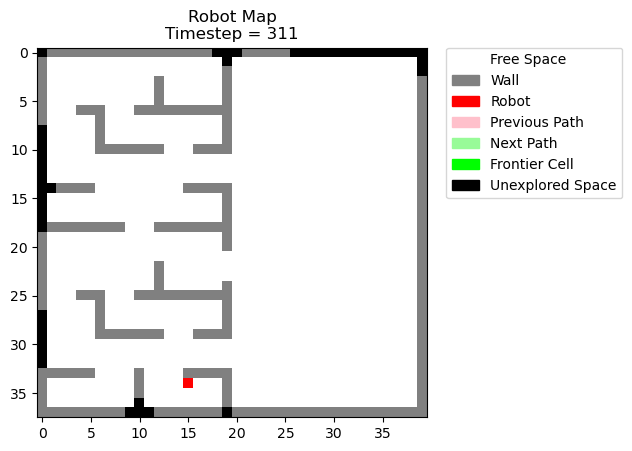 Robot Map
Timestep = 311
0
5
10
15
20
25
30
35
0
5
10
15
20
25
30
35
Free Space
Wall
Robot
Previous Path
Next Path
Frontier Cell
Unexplored Space